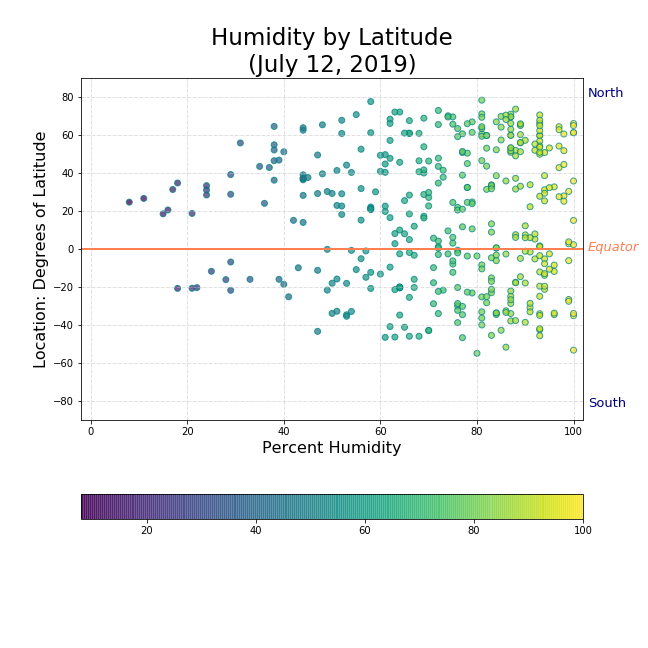 Humidity by Latitude
(July 12, 2019)
North
80
60
40
20
0
−20
−40
−60
−80
Location: Degrees of Latitude
Equator
South
0 20 40 60 80 100
Percent Humidity
20 40 60 80 100